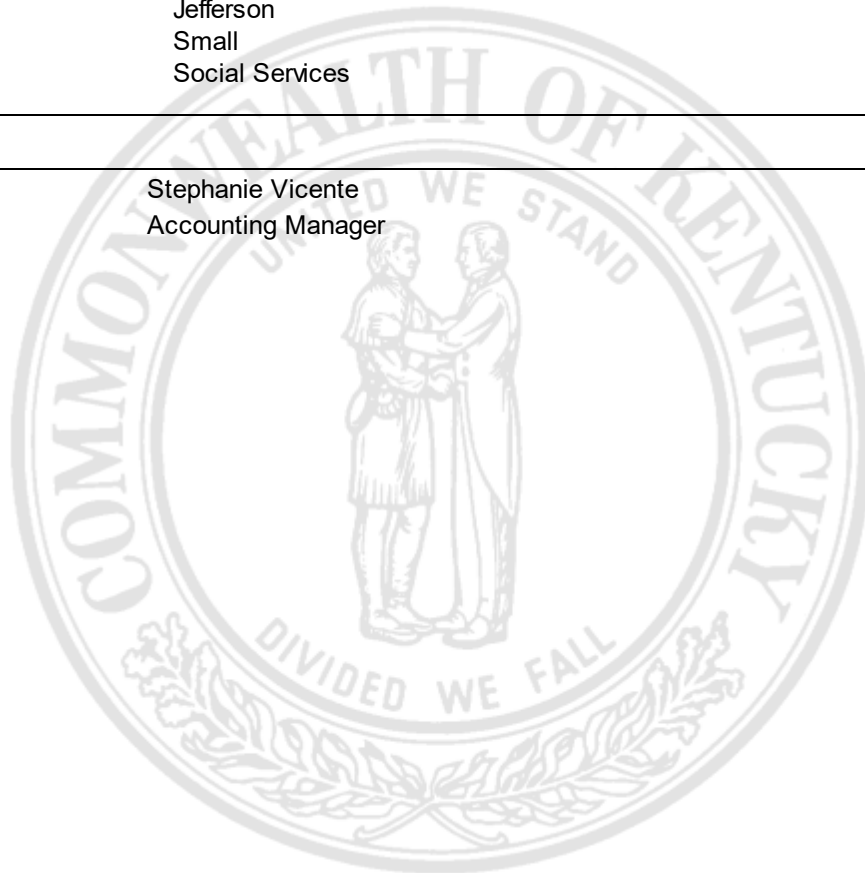 Jefferson
Small
Social Services
Stephanie Vicente
Accounting Manager
COMMONWEALTH OF KENTUCKY
UNITED WE STAND
DIVIDED WE FALL